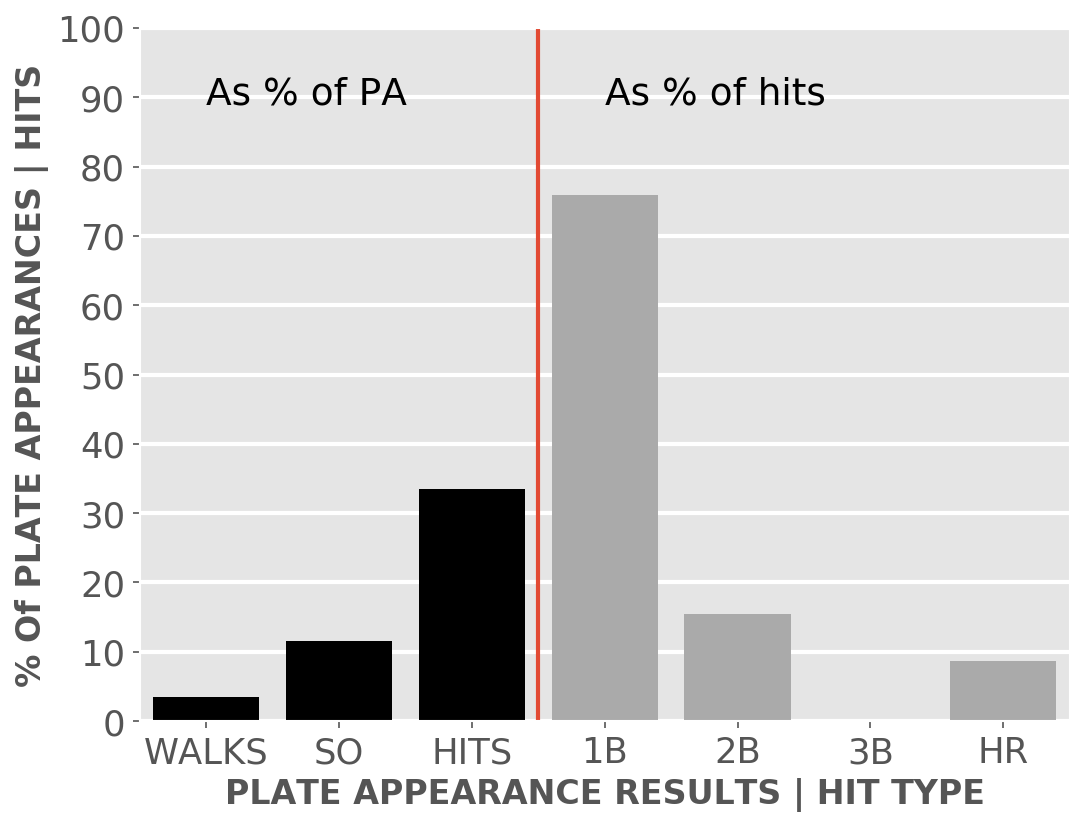 % Of PLATE APPEARANCES | HITS
100
90
80
70
60
50
40
30
20
10
0
As % of PA
As % of hits
WALKS SO HITS 1B 2B 3B HR
PLATE APPEARANCE RESULTS | HIT TYPE